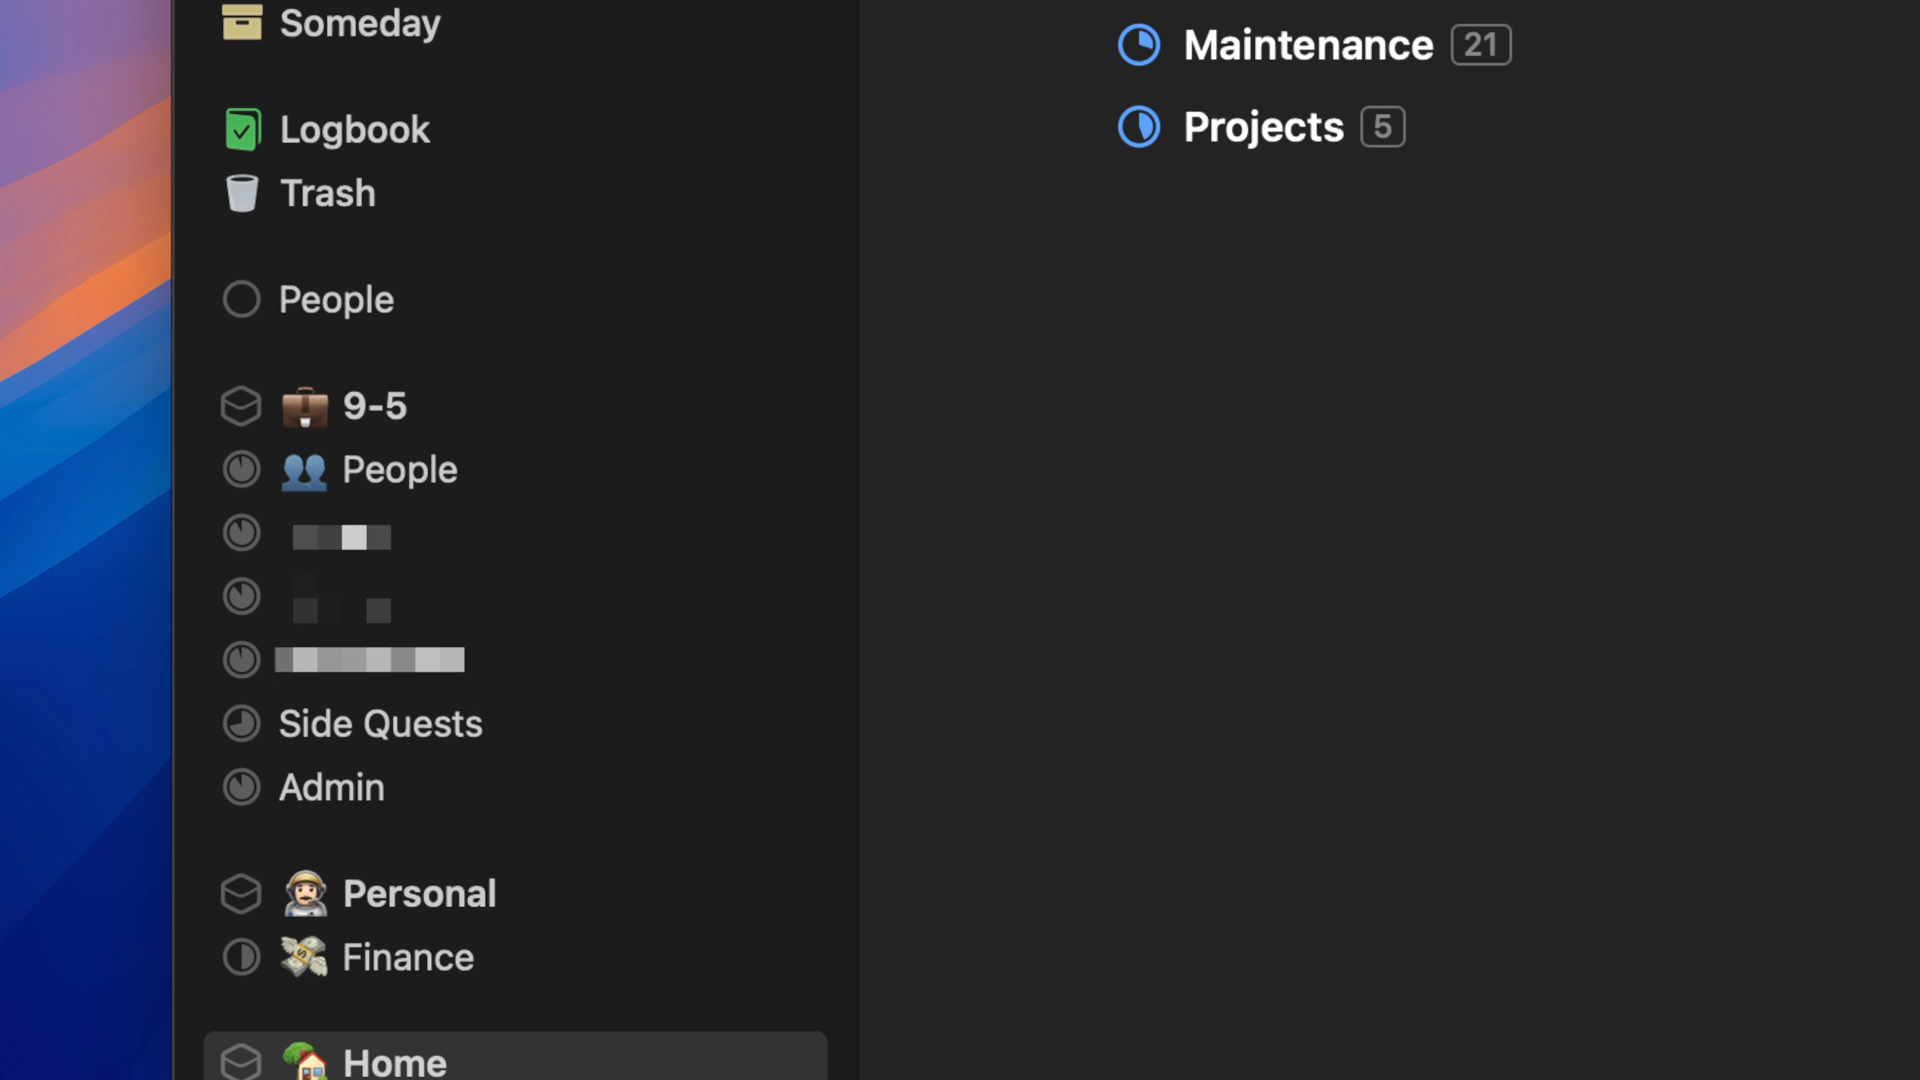 Someday
Logbook
Trash
People
9-5
People
Side Quests
Admin
Personal
Finance
Home
Maintenance 21
Projects 5